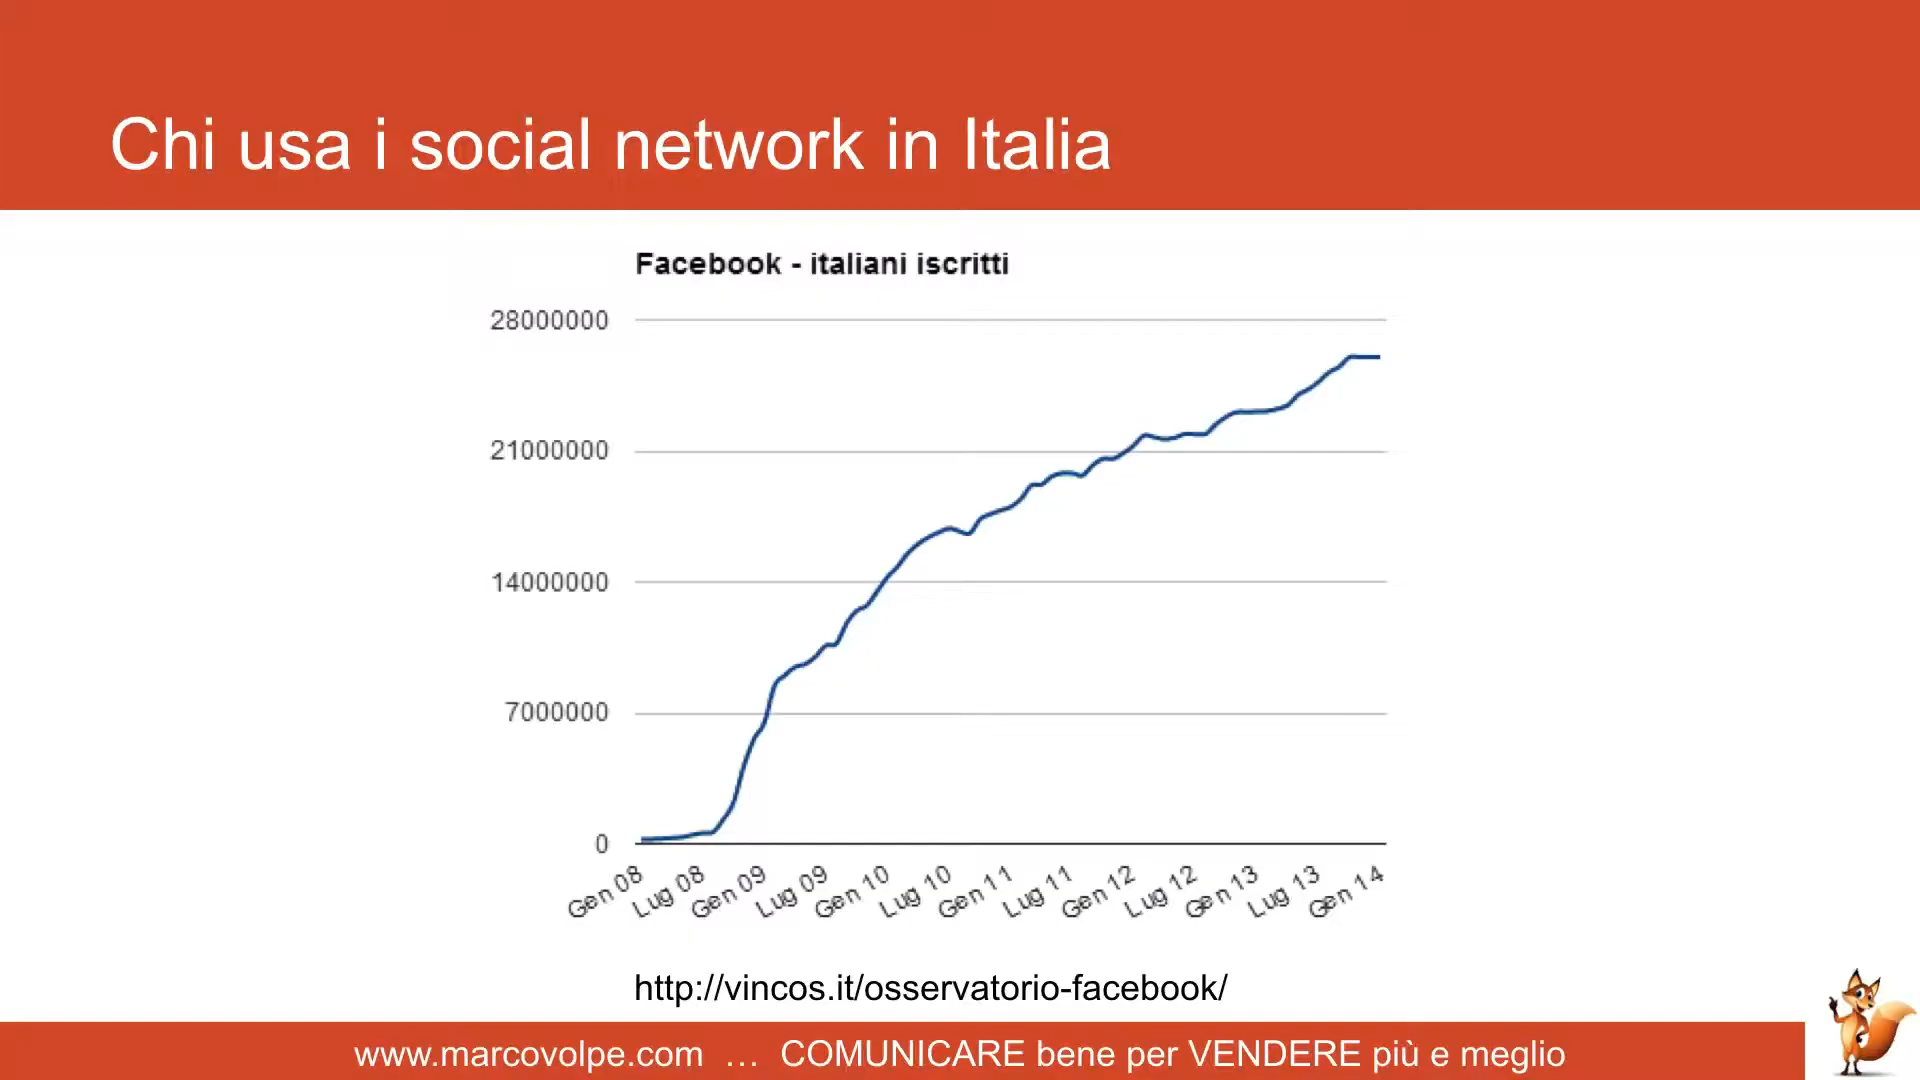 Chi usa i social network in Italia
Facebook - italiani iscritti
28000000
21000000
14000000
7000000
0
Gen 08
Lug 08
Gen 09
Lug 09
Gen 10
Lug 10
Gen 11
Lug 11
Gen 12
Lug 12
Gen 13
Lug 13
Gen 14
http://vincos.it/osservatorio-facebook/
www.marcovolpe.com … COMUNICARE bene per VENDERE più e meglio